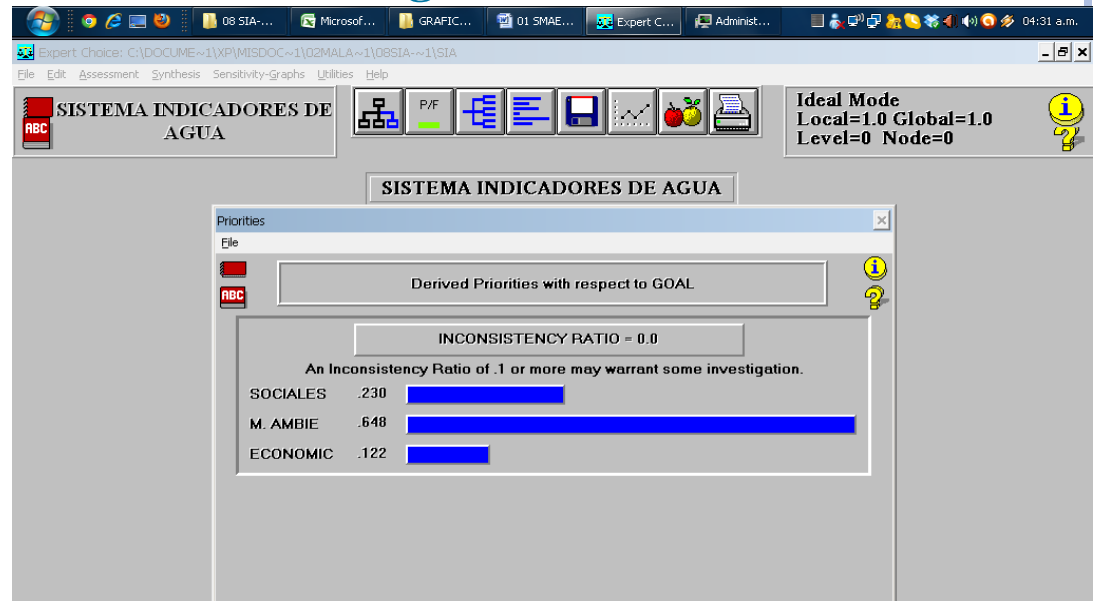 08 SIA-... Micros of... GRAFIC... 01 SMAE... Expert C... Administ... 04:31 a.m.
Expert Choice: C:\DOCUME~1\XP\MISDOC~1\02MALA~1\08SIA-~1\SIA
File Edit Assessment Synthesis Sensitivity-Graphs Utilities Help
ABC
SISTEMA INDICADORES DE
AGUA
P/F
Ideal Mode
Local=1.0 Global=1.0
Level=0 Node=0
SISTEMA INDICADORES DE AGUA
Priorities
File
ABC
Derived Priorities with respect to GOAL
INCONSISTENCY RATIO = 0.0
An Inconsistency Ratio of .1 or more may warrant some investigation.
SOCIALES .230
M. AMBIE .648
ECONOMIC .122